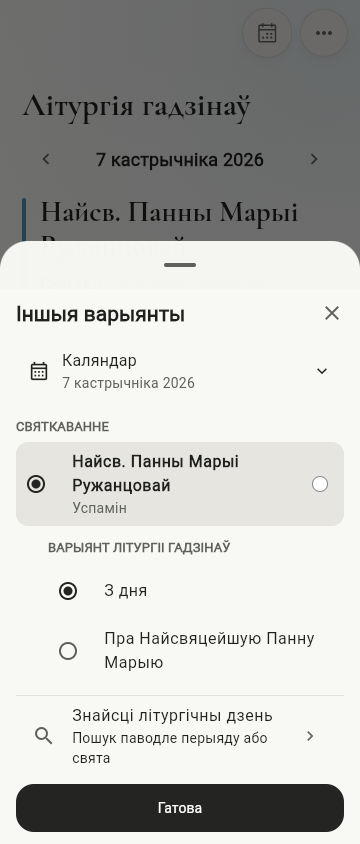 Літургія гадзінаў
7 кастрычніка 2026
Найсв. Панны Марыі
Іншыя варыянты
Каляндар
7 кастрычніка 2026
СВЯТКАВАННЕ
Найсв. Панны Марыі
Ружанцовай
Успамін
ВАРЫЯНТ ЛІТУРГІІ ГАДЗІНАЎ
З дня
Пра Найсвяцейшую Панну
Марыю
Знайсці літургічны дзень
Пошук паводле перыяду або
свята
Гатова